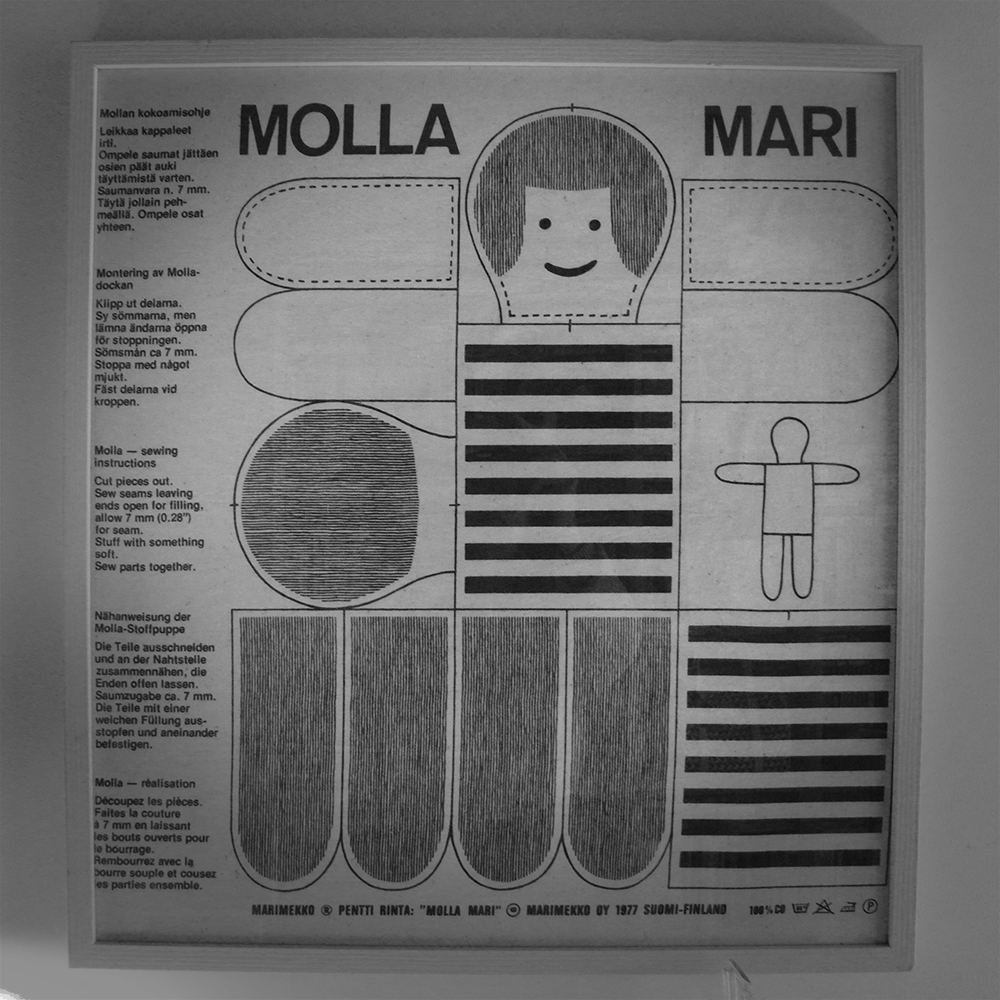 MOLLA MARI
Mollan kokoamisohje
Leikkaa kappaleet
irti.
Ompele saumat jättäen
osien päät auki
täyttämistä varten.
Saumanvara n. 7 mm.
Täytä jollain peh-
meällä. Ompele osat
yhteen.
Montering av Molla-
dockan
Klipp ut delarna.
Sy sömmarna, men
lämna ändarna öppna
för stoppningen.
Sömsmån ca 7 mm.
Stoppa med något
mjukt.
Fäst delarna vid
kroppen.
Molla — sewing
instructions
Cut pieces out.
Sew seams leaving
ends open for filling,
allow 7 mm (0.28")
for seam.
Stuff with something
soft.
Sew parts together.
Nähanweisung der
Molla-Stoffpuppe
Die Teile ausschneiden
und an der Nahtstelle
zusammennähen, die
Enden offen lassen.
Saumzugabe ca. 7 mm.
Die Teile mit einer
weichen Füllung aus-
stopfen und aneinander
befestigen.
Molla — réalisation
Découpez les pièces.
Faites la couture
à 7 mm en laissant
les bouts ouverts pour
le bourrage.
Rembourrez avec la
bourre souple et cousez
les parties ensemble.
MARIMEKKO ® PENTTI RINTA: "MOLLA MARI" © MARIMEKKO OY 1977 SUOMI-FINLAND 100% CO P